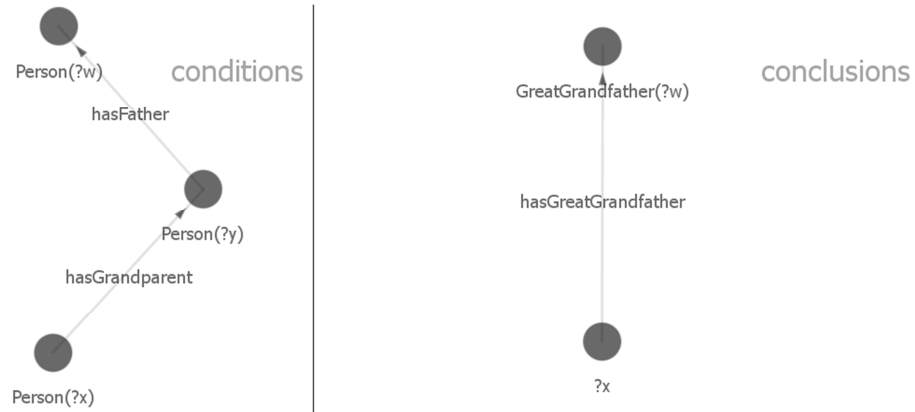 Person(?w)
conditions
hasFather
Person(?y)
hasGrandparent
Person(?x)
conclusions
GreatGrandfather(?w)
hasGreatGrandfather
?x